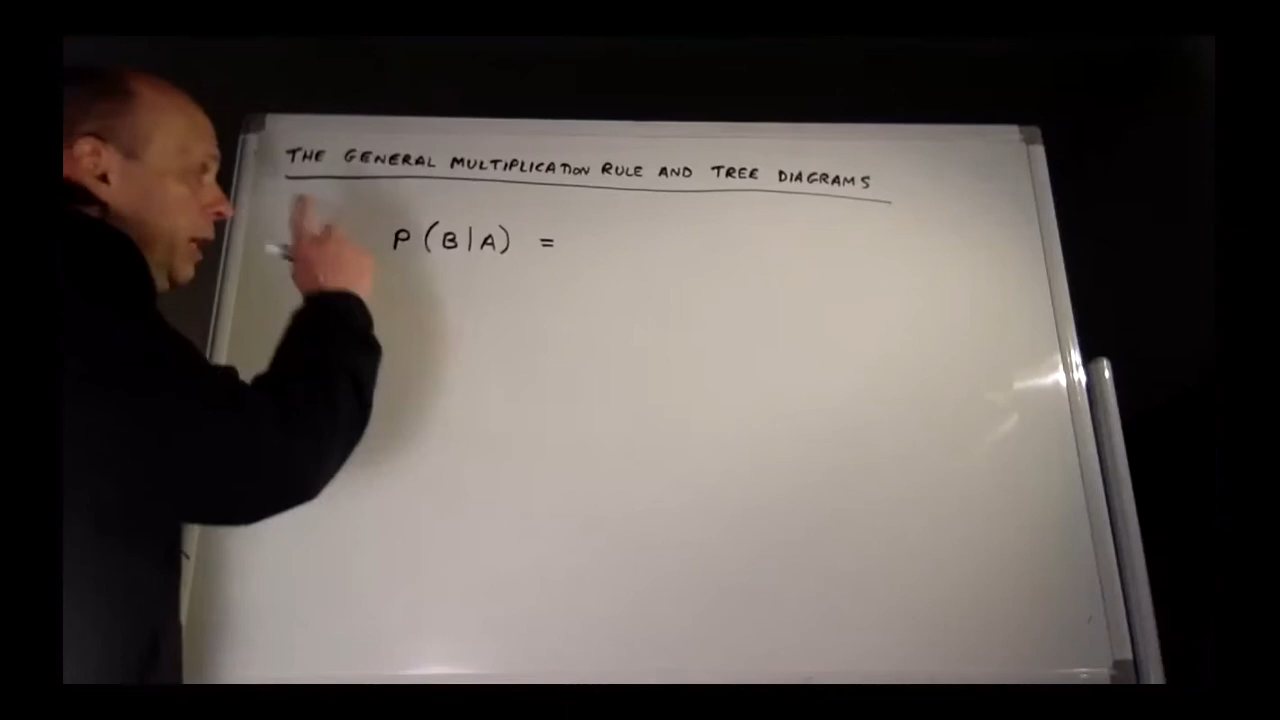 THE GENERAL MULTIPLICATION RULE AND TREE DIAGRAMS
P(B|A) =